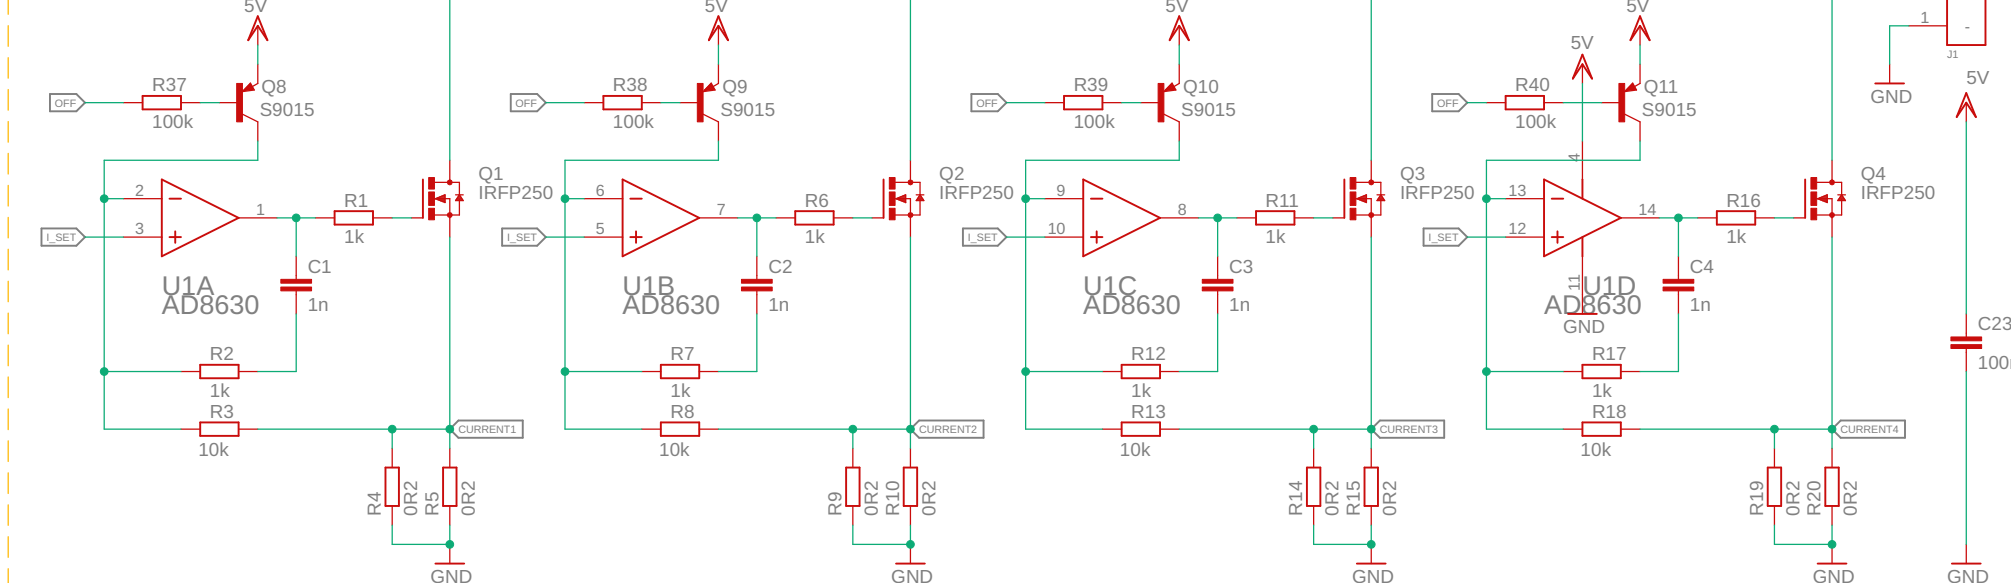 5V
5V
5V
5V
1
-
J1
5V
GND
5V
OFF
R37
100k
Q8
S9015
OFF
R38
100k
Q9
S9015
OFF
R39
100k
Q10
S9015
OFF
R40
100k
Q11
S9015
4
I_SET
2
3
1
U1A
AD8630
R1
1k
Q1
IRFP250
C1
1n
I_SET
6
5
7
U1B
AD8630
R6
1k
Q2
IRFP250
C2
1n
I_SET
9
10
8
U1C
AD8630
R11
1k
Q3
IRFP250
C3
1n
I_SET
13
12
14
11
U1D
AD8630
GND
R16
1k
Q4
IRFP250
C4
1n
C23
100
R2
1k
R3
10k
CURRENT1
R7
1k
R8
10k
CURRENT2
R12
1k
R13
10k
CURRENT3
R17
1k
R18
10k
CURRENT4
R4
0R2
R5
0R2
R9
0R2
R10
0R2
R14
0R2
R15
0R2
R19
0R2
R20
0R2
GND
GND
GND
GND
GND